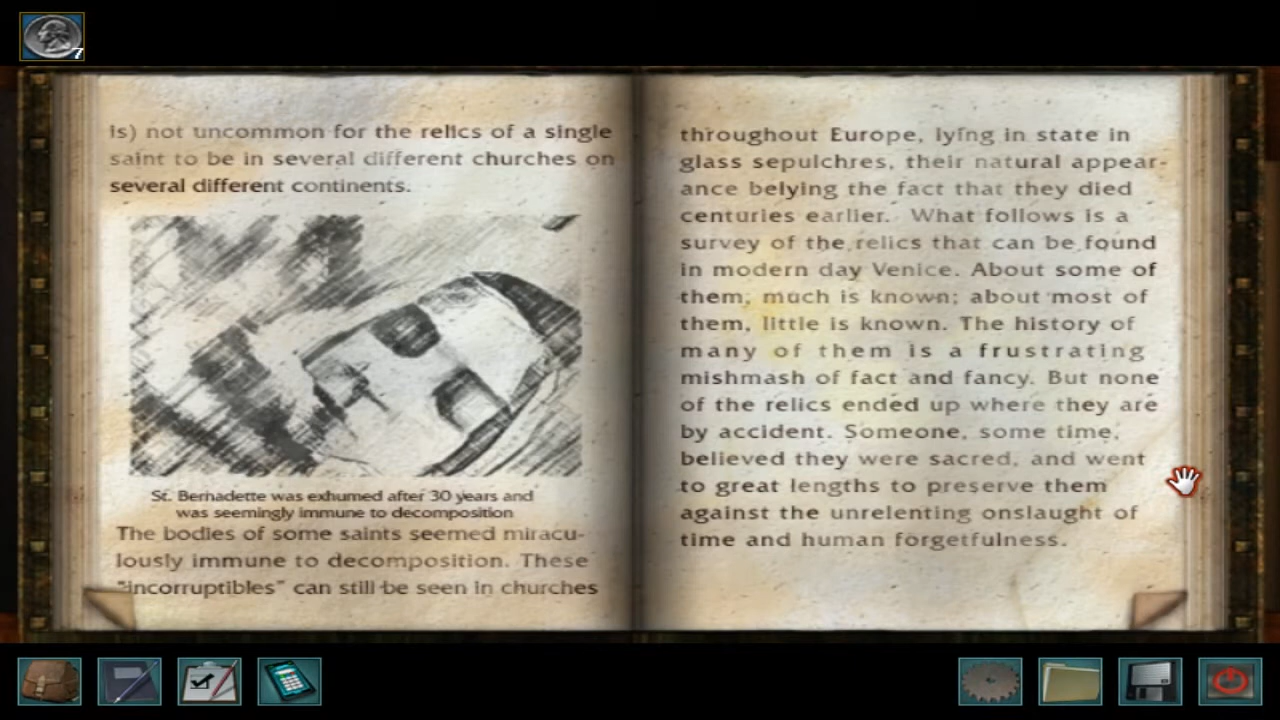 7
is) not uncommon for the relics of a single
saint to be in several different churches on
several different continents.
St. Bernadette was exhumed after 30 years and
was seemingly immune to decomposition
The bodies of some saints seemed miracu-
lously immune to decomposition. These
"incorruptibles" can still be seen in churches
throughout Europe, lying in state in
glass sepulchres, their natural appear-
ance belying the fact that they died
centuries earlier. What follows is a
survey of the relics that can be found
in modern day Venice. About some of
them, much is known; about most of
them, little is known. The history of
many of them is a frustrating
mishmash of fact and fancy. But none
of the relics ended up where they are
by accident. Someone, some time,
believed they were sacred, and went
to great lengths to preserve them
against the unrelenting onslaught of
time and human forgetfulness.